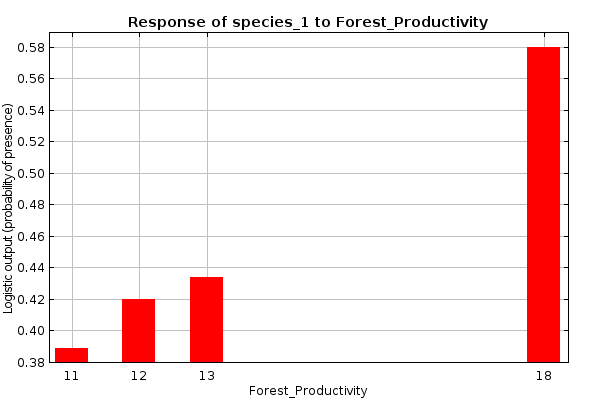 Response of species_1 to Forest_Productivity
Logistic output (probability of presence)
0.58
0.56
0.54
0.52
0.50
0.48
0.46
0.44
0.42
0.40
0.38
11 12 13 18
Forest_Productivity